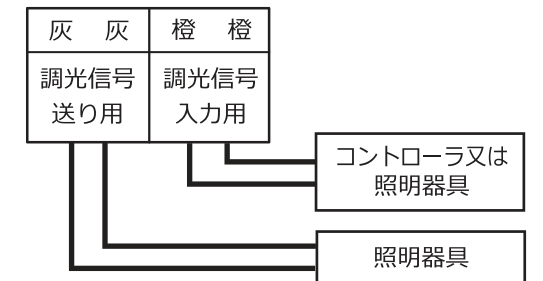 灰 灰 橙 橙
調光信号 調光信号
送り用 入力用
コントローラ又は
照明器具
照明器具